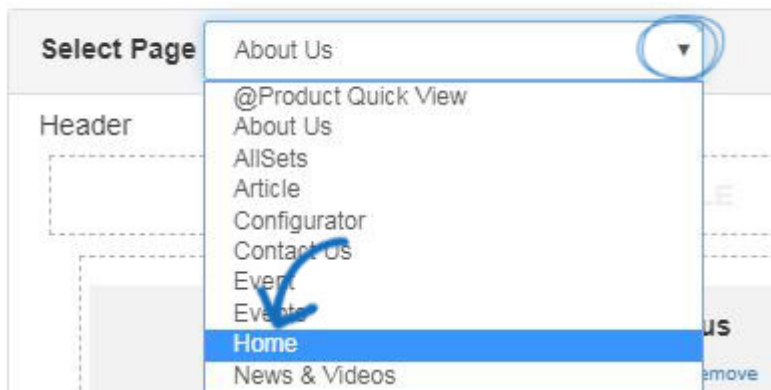 Select Page About Us
@Product Quick View
Header
About Us
AllSets
Article
Configurator
Contact Us
Event
Events
Home
us
News & Videos